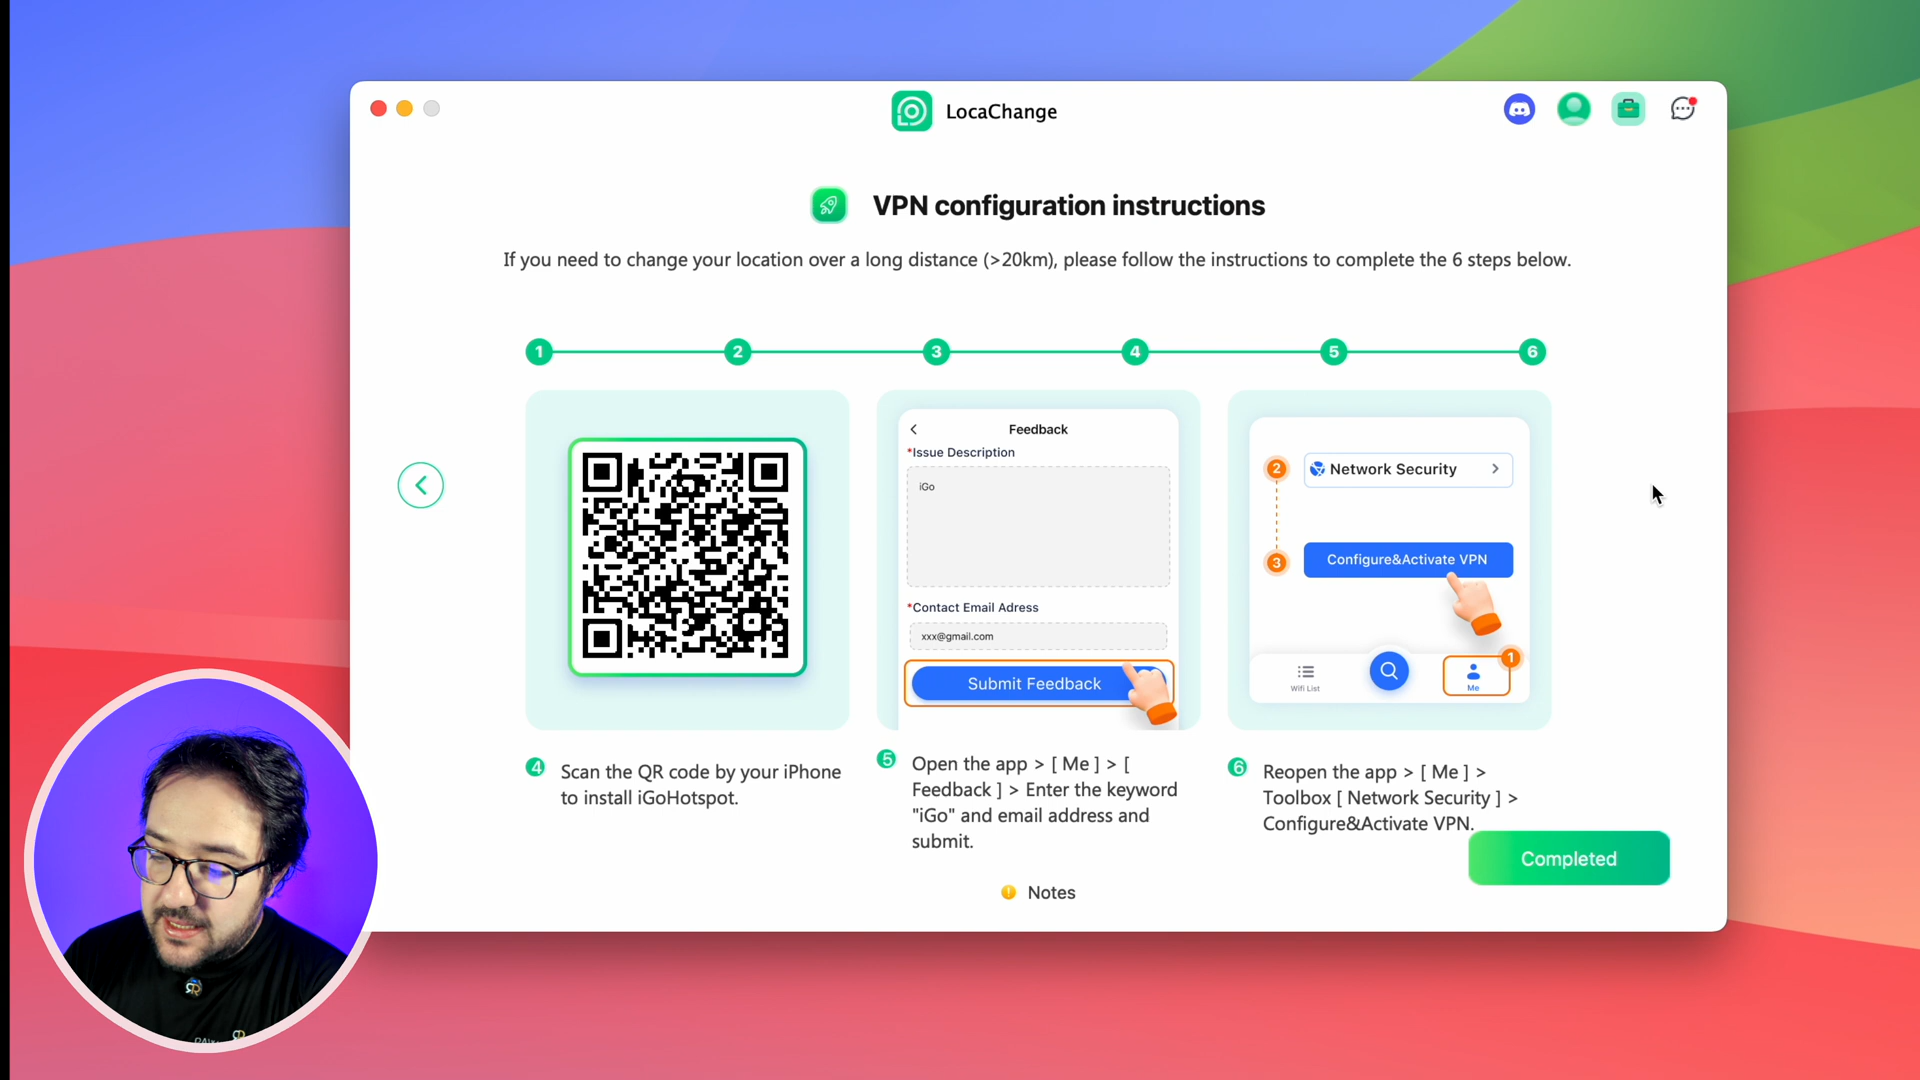 LocaChange
VPN configuration instructions
If you need to change your location over a long distance (>20km), please follow the instructions to complete the 6 steps below.
1 2 3 4 5 6
Feedback
*Issue Description
iGo
*Contact Email Adress
xxx@gmail.com
Submit Feedback
2 Network Security
3 Configure&Activate VPN
1
Wifi List
Me
4 Scan the QR code by your iPhone
to install iGoHotspot.
5 Open the app > [ Me ] > [
Feedback ] > Enter the keyword
"iGo" and email address and
submit.
6 Reopen the app > [ Me ] >
Toolbox [ Network Security ] >
Configure&Activate VPN.
Completed
Notes